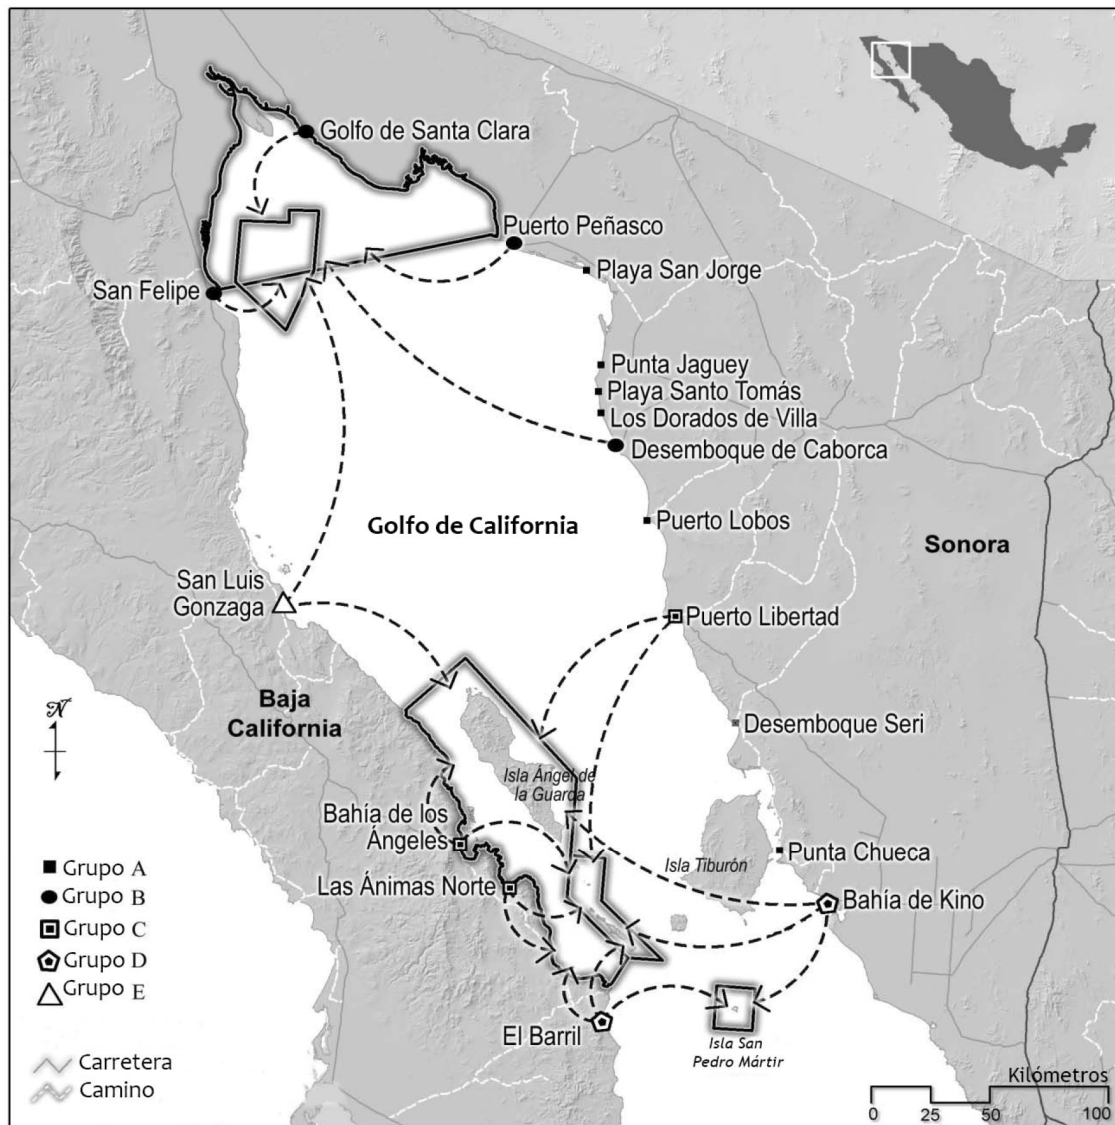 Golfo de Santa Clara
Puerto Peñasco
Playa San Jorge
San Felipe
Punta Jaguey
Playa Santo Tomás
Los Dorados de Villa
Desemboque de Caborca
Golfo de California
Puerto Lobos
Sonora
San Luis
Gonzaga
Puerto Libertad
Baja
California
N
Desemboque Seri
Isla Ángel de
la Guarda
Bahía de los
Ángeles
Punta Chueca
Isla Tiburón
Las Ánimas Norte
Bahía de Kino
El Barril
Isla San
Pedro Mártir
Grupo A
Grupo B
Grupo C
Grupo D
Grupo E
Carretera
Camino
Kilómetros
0 25 50 100